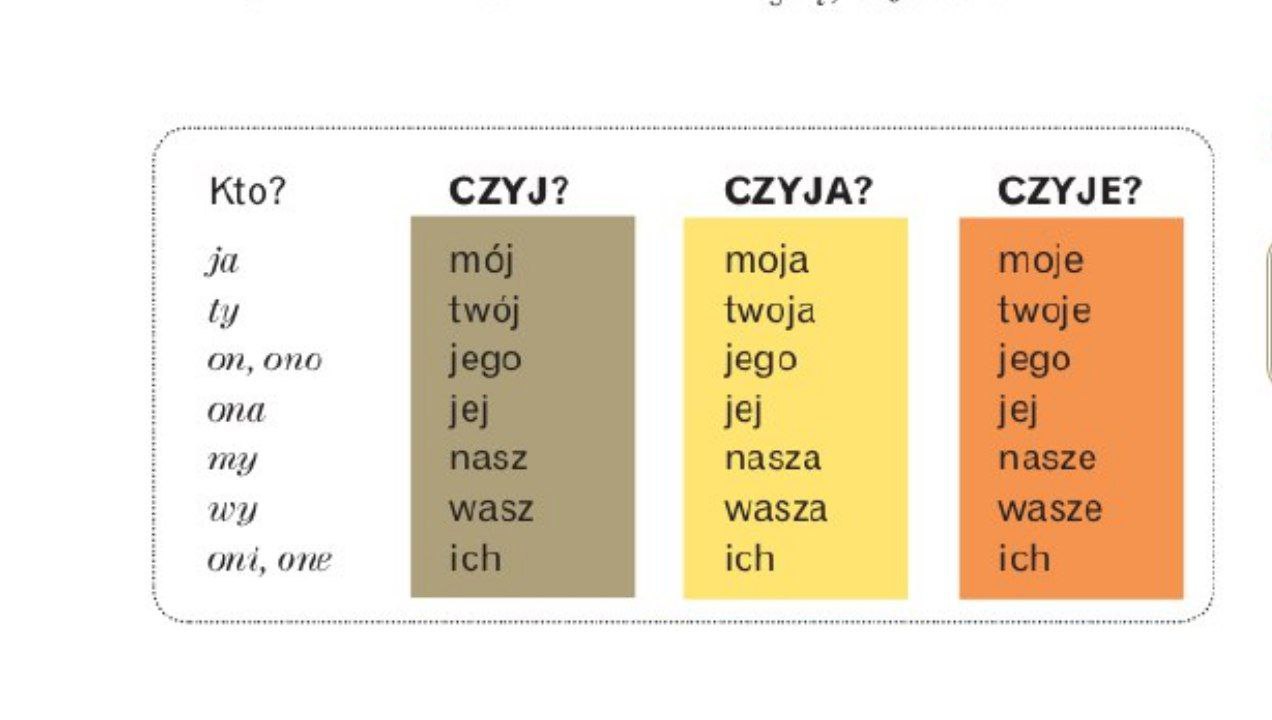 Kto? CZYJ? CZYJA? CZYJE?
ja mój moja moje
ty twój twoja twoje
on, ono jego jego jego
ona jej jej jej
my nasz nasza nasze
wy wasz wasza wasze
oni, one ich ich ich